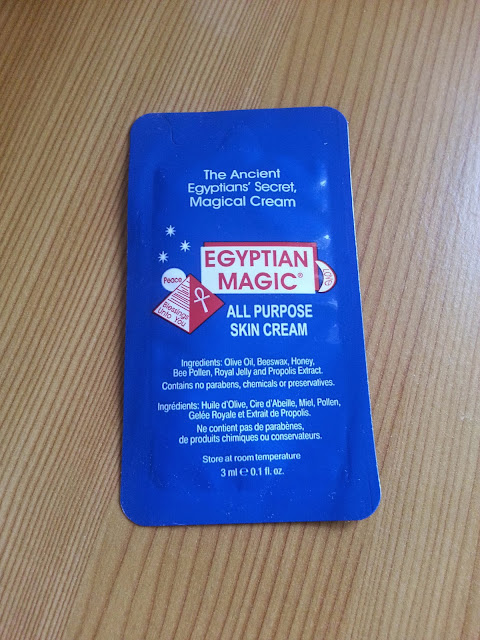 The Ancient
Egyptians' Secret,
Magical Cream
EGYPTIAN
MAGIC®
Peace
Love
Blessings
Unto You
ALL PURPOSE
SKIN CREAM
Ingredients: Olive Oil, Beeswax, Honey,
Bee Pollen, Royal Jelly and Propolis Extract.
Contains no parabens, chemicals or preservatives.
Ingrédients: Huile d'Olive, Cire d'Abeille, Miel, Pollen,
Gelée Royale et Extrait de Propolis.
Ne contient pas de parabènes,
de produits chimiques ou conservateurs.
Store at room temperature
3 ml ℮ 0.1 fl. oz.